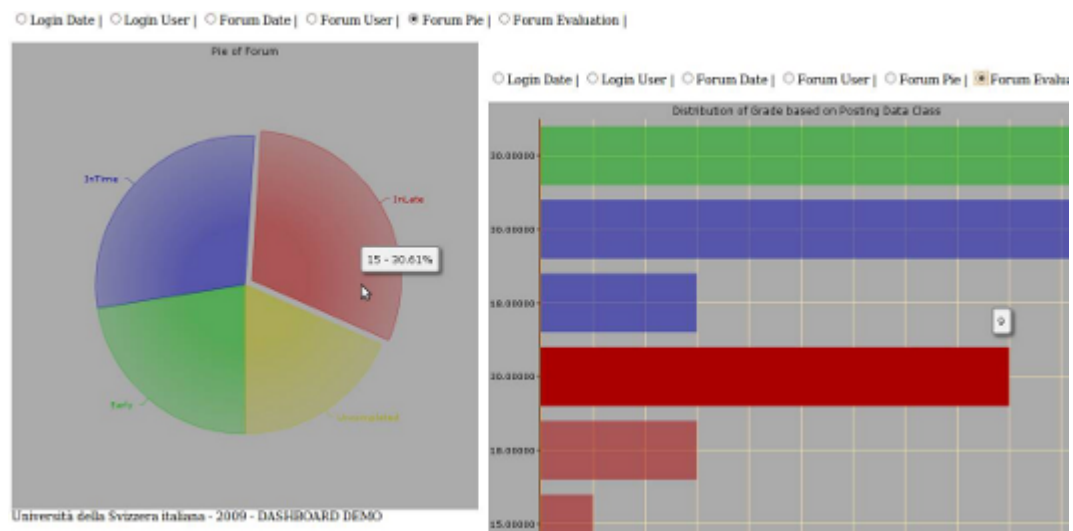 Login Date | Login User | Forum Date | Forum User | Forum Pie | Forum Evaluation |
Pie of Forum
InTime
InLate
15 - 30.61%
Early
Università della Svizzera italiana - 2009 - DASHBOARD DEMO
Login Date | Login User | Forum Date | Forum User | Forum Pie | Forum Evalua
Distribution of Grade based on Posting Data Class
30.00000
30.00000
18.00000
9
30.00000
18.00000
15.00000